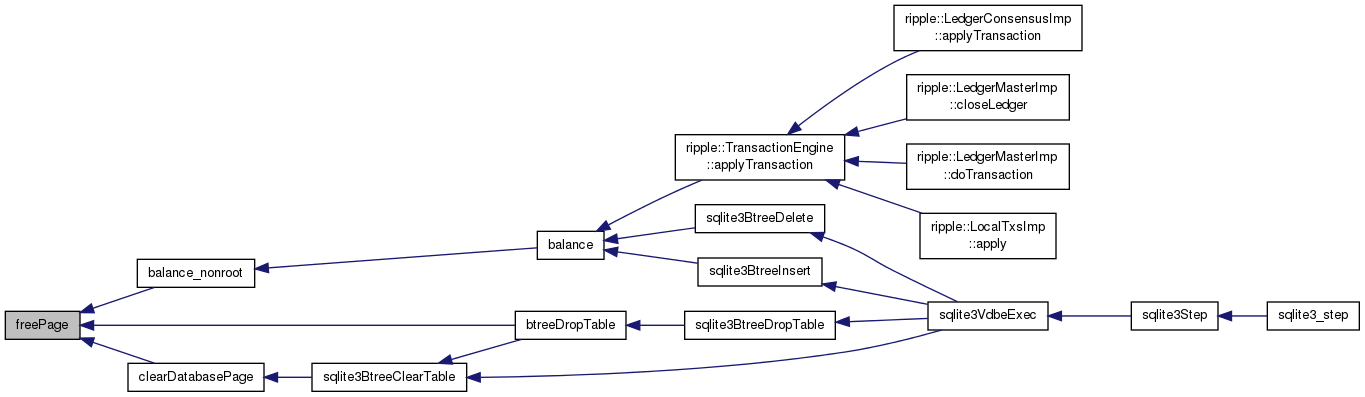 ripple::LedgerConsensusImp
::applyTransaction
ripple::LedgerMasterImp
::closeLedger
ripple::TransactionEngine
::applyTransaction
ripple::LedgerMasterImp
::doTransaction
sqlite3BtreeDelete
ripple::LocalTxsImp
::apply
balance
balance_nonroot
sqlite3BtreeInsert
freePage
btreeDropTable
sqlite3BtreeDropTable
sqlite3VdbeExec
sqlite3Step
sqlite3_step
clearDatabasePage
sqlite3BtreeClearTable